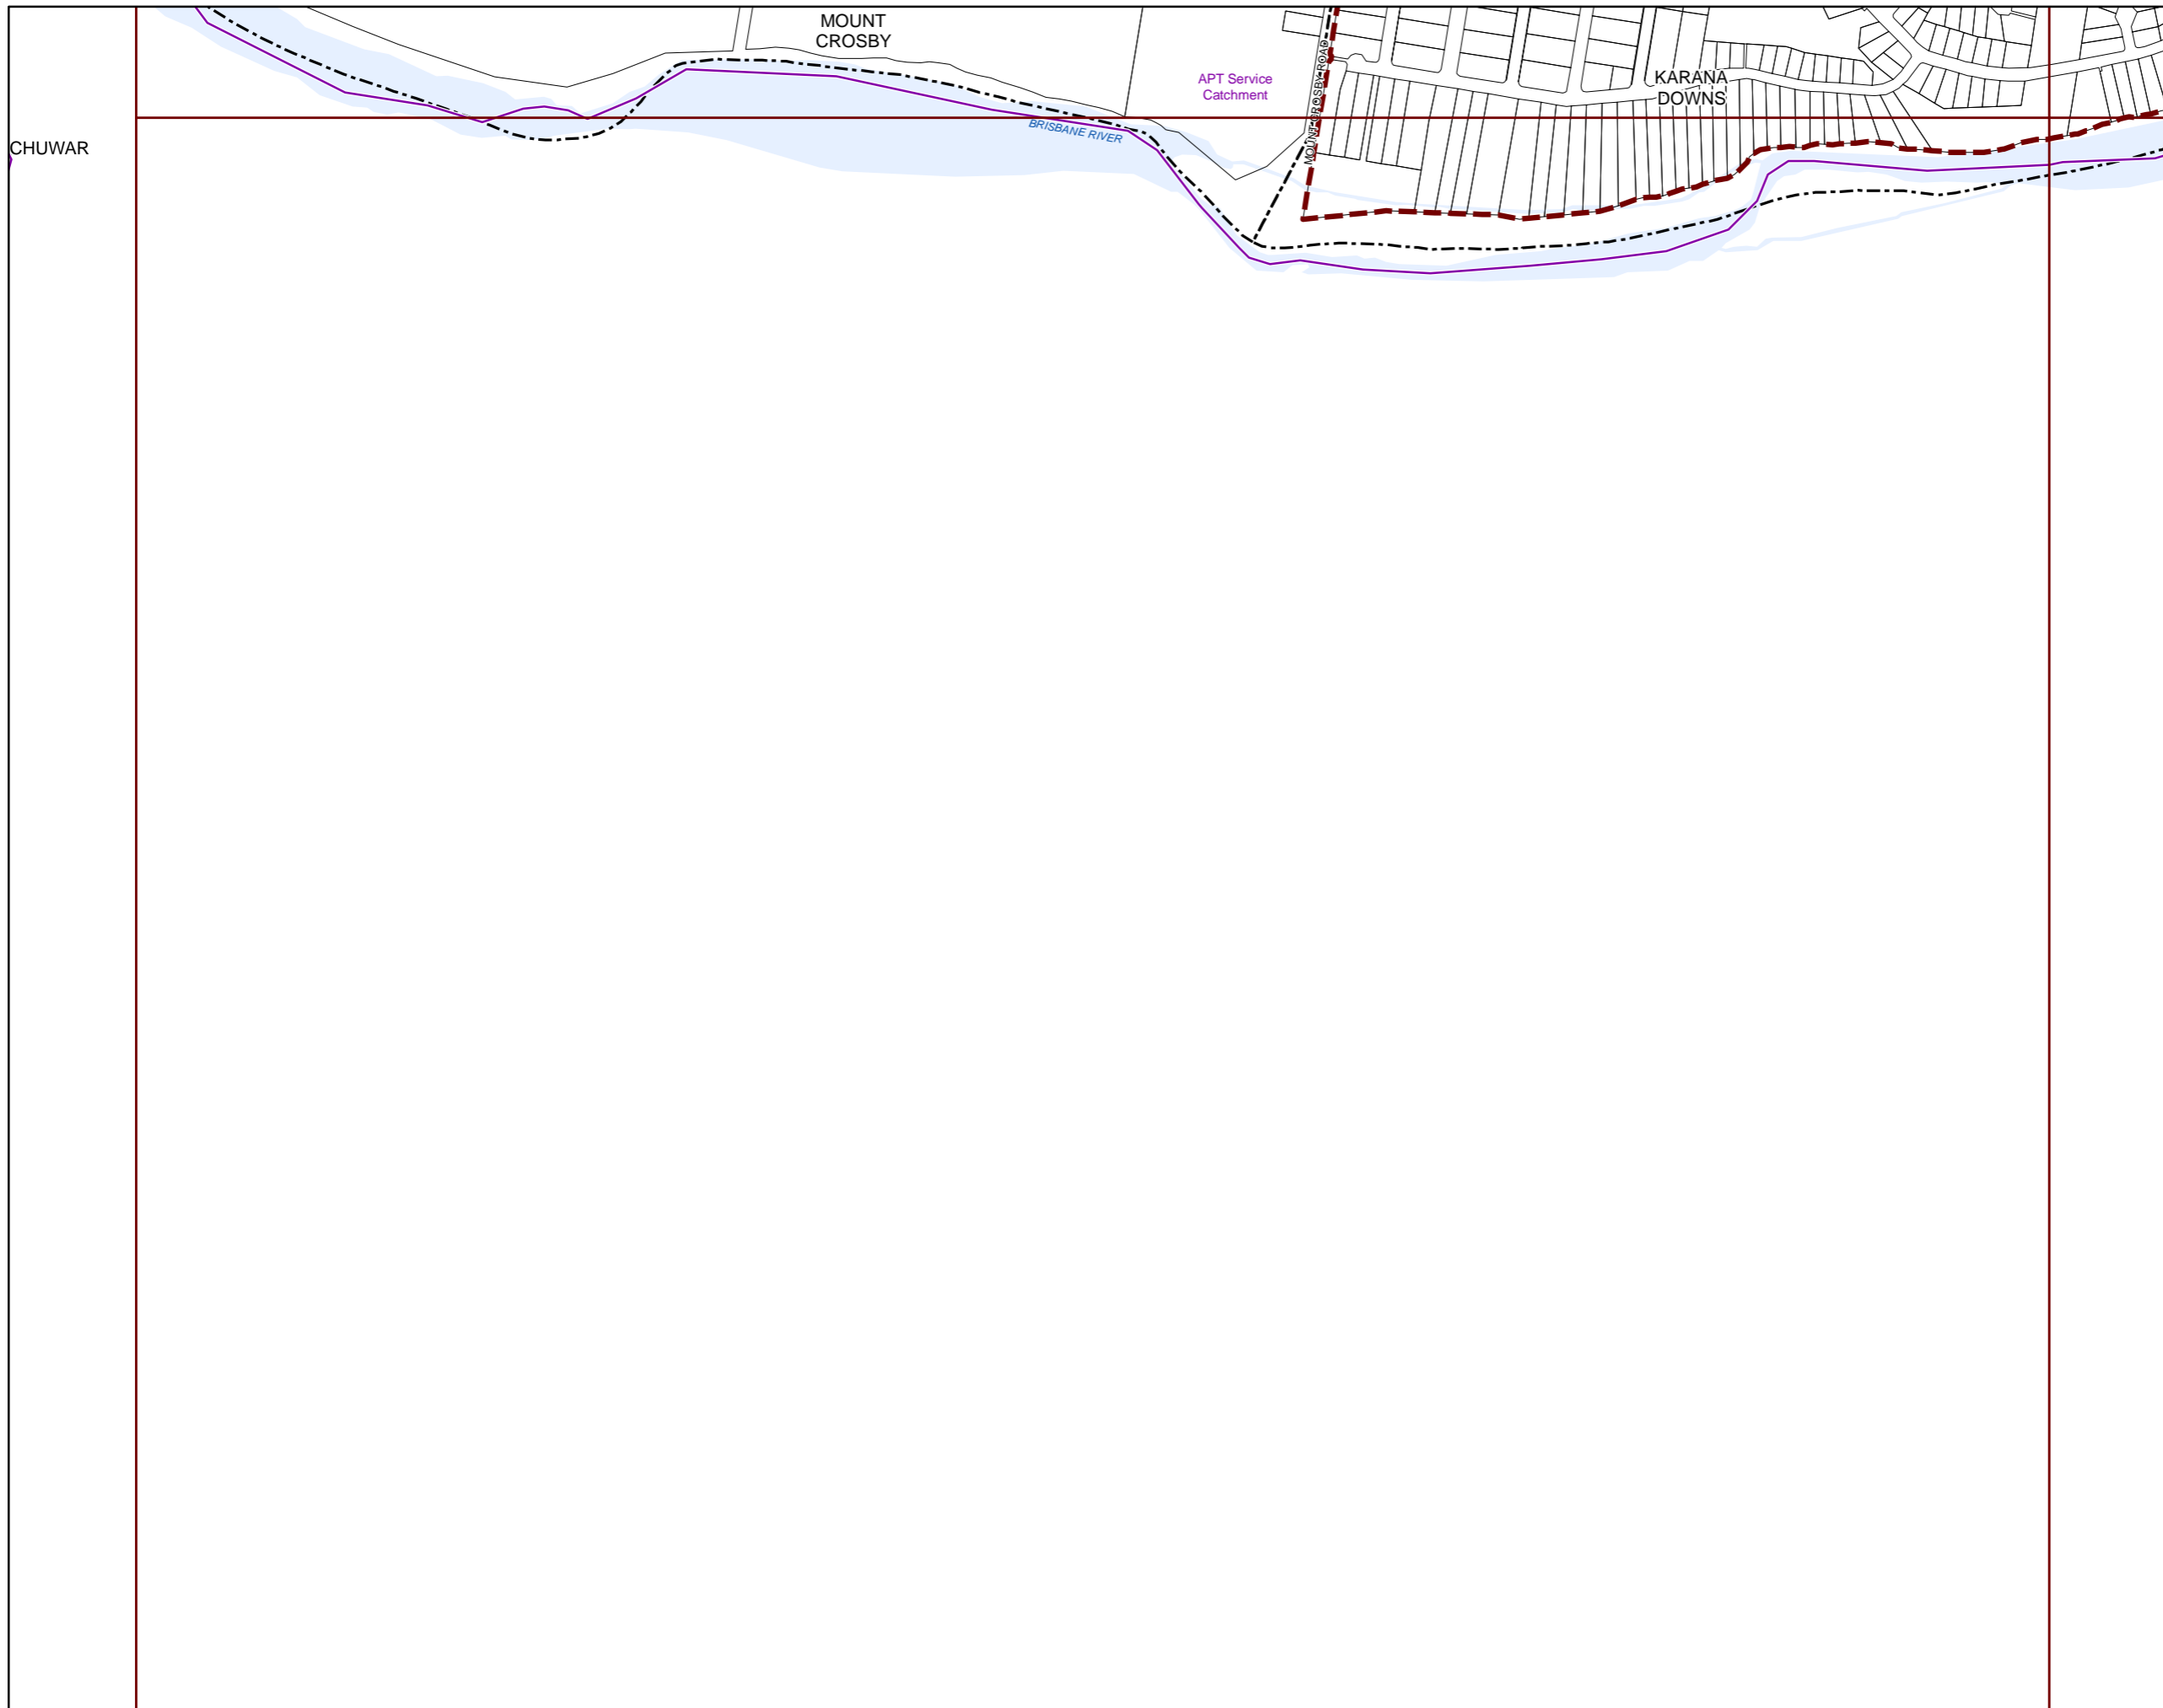 MOUNT
CROSBY
APT Service
Catchment
MOUNT CROSBY ROAD
KARANA
DOWNS
BRISBANE RIVER
CHUWAR